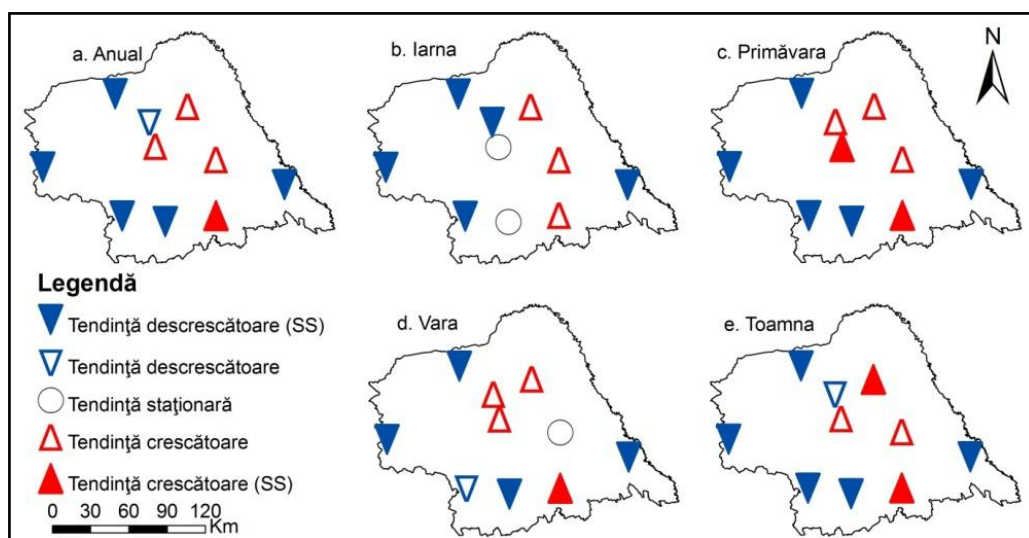 a. Anual
b. Iarna
c. Primăvara
N
Legendă
Tendinţă descrescătoare (SS)
Tendinţă descrescătoare
Tendinţă staţionară
Tendinţă crescătoare
Tendinţă crescătoare (SS)
0 30 60 90 120
Km
d. Vara
e. Toamna